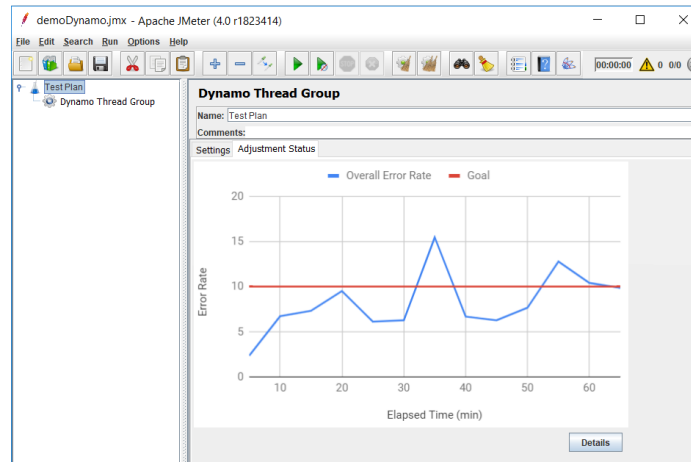 demoDynamo.jmx - Apache JMeter (4.0 r1823414)
File Edit Search Run Options Help
00:00:00 0 0/0
Test Plan
Dynamo Thread Group
Dynamo Thread Group
Name: Test Plan
Comments:
Settings Adjustment Status
Overall Error Rate Goal
20
15
10
5
0
Error Rate
10 20 30 40 50 60
Elapsed Time (min)
Details